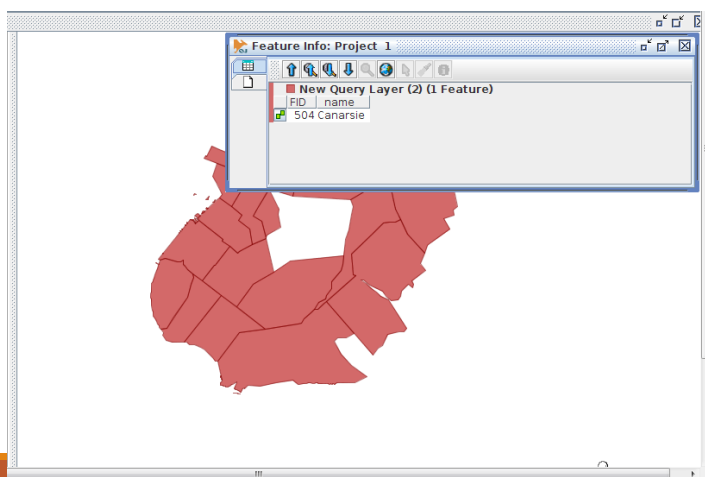 Feature Info: Project 1
New Query Layer (2) (1 Feature)
FID name
504 Canarsie